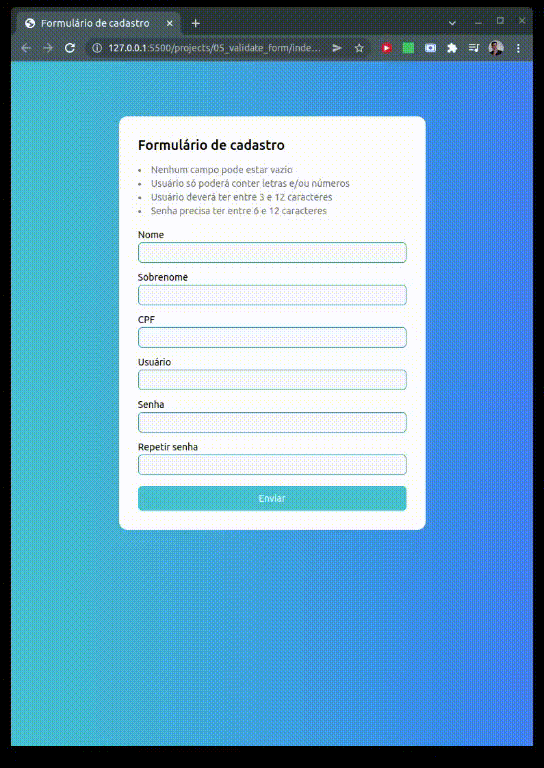 Formulário de cadastro
127.0.0.1:5500/projects/05_validate_form/inde...
Formulário de cadastro
Nenhum campo pode estar vazio
Usuário só poderá conter letras e/ou números
Usuário deverá ter entre 3 e 12 caracteres
Senha precisa ter entre 6 e 12 caracteres
Nome
Sobrenome
CPF
Usuário
Senha
Repetir senha
Enviar